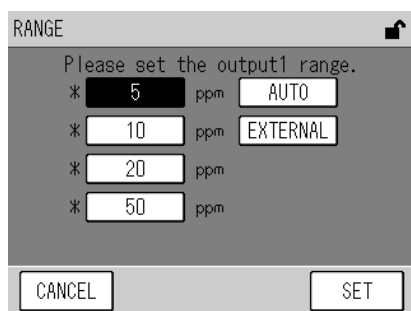 RANGE
Please set the output1 range.
* 5 ppm AUTO
* 10 ppm EXTERNAL
* 20 ppm
* 50 ppm
CANCEL SET